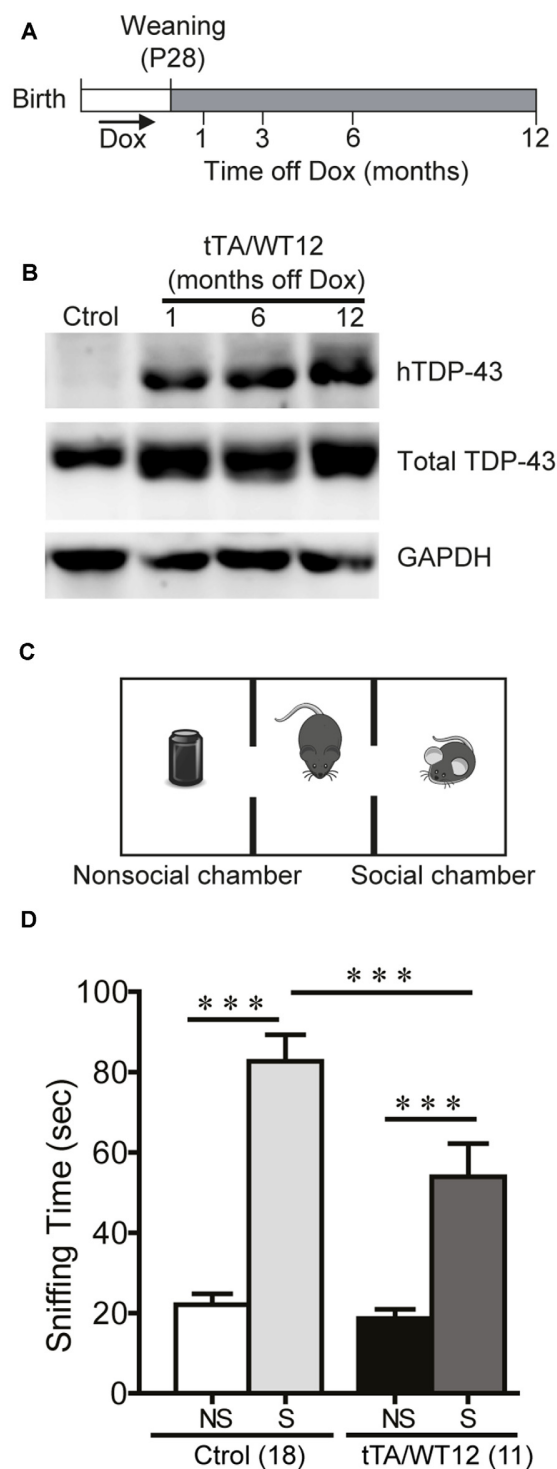 A
Weaning
(P28)
Birth
Dox
1 3 6 12
Time off Dox (months)
B
tTA/WT12
(months off Dox)
Ctrol 1 6 12
hTDP-43
Total TDP-43
GAPDH
C
Nonsocial chamber Social chamber
D
Sniffing Time (sec)
100
80
60
40
20
0
***
***
***
NS S NS S
Ctrol (18) tTA/WT12 (11)